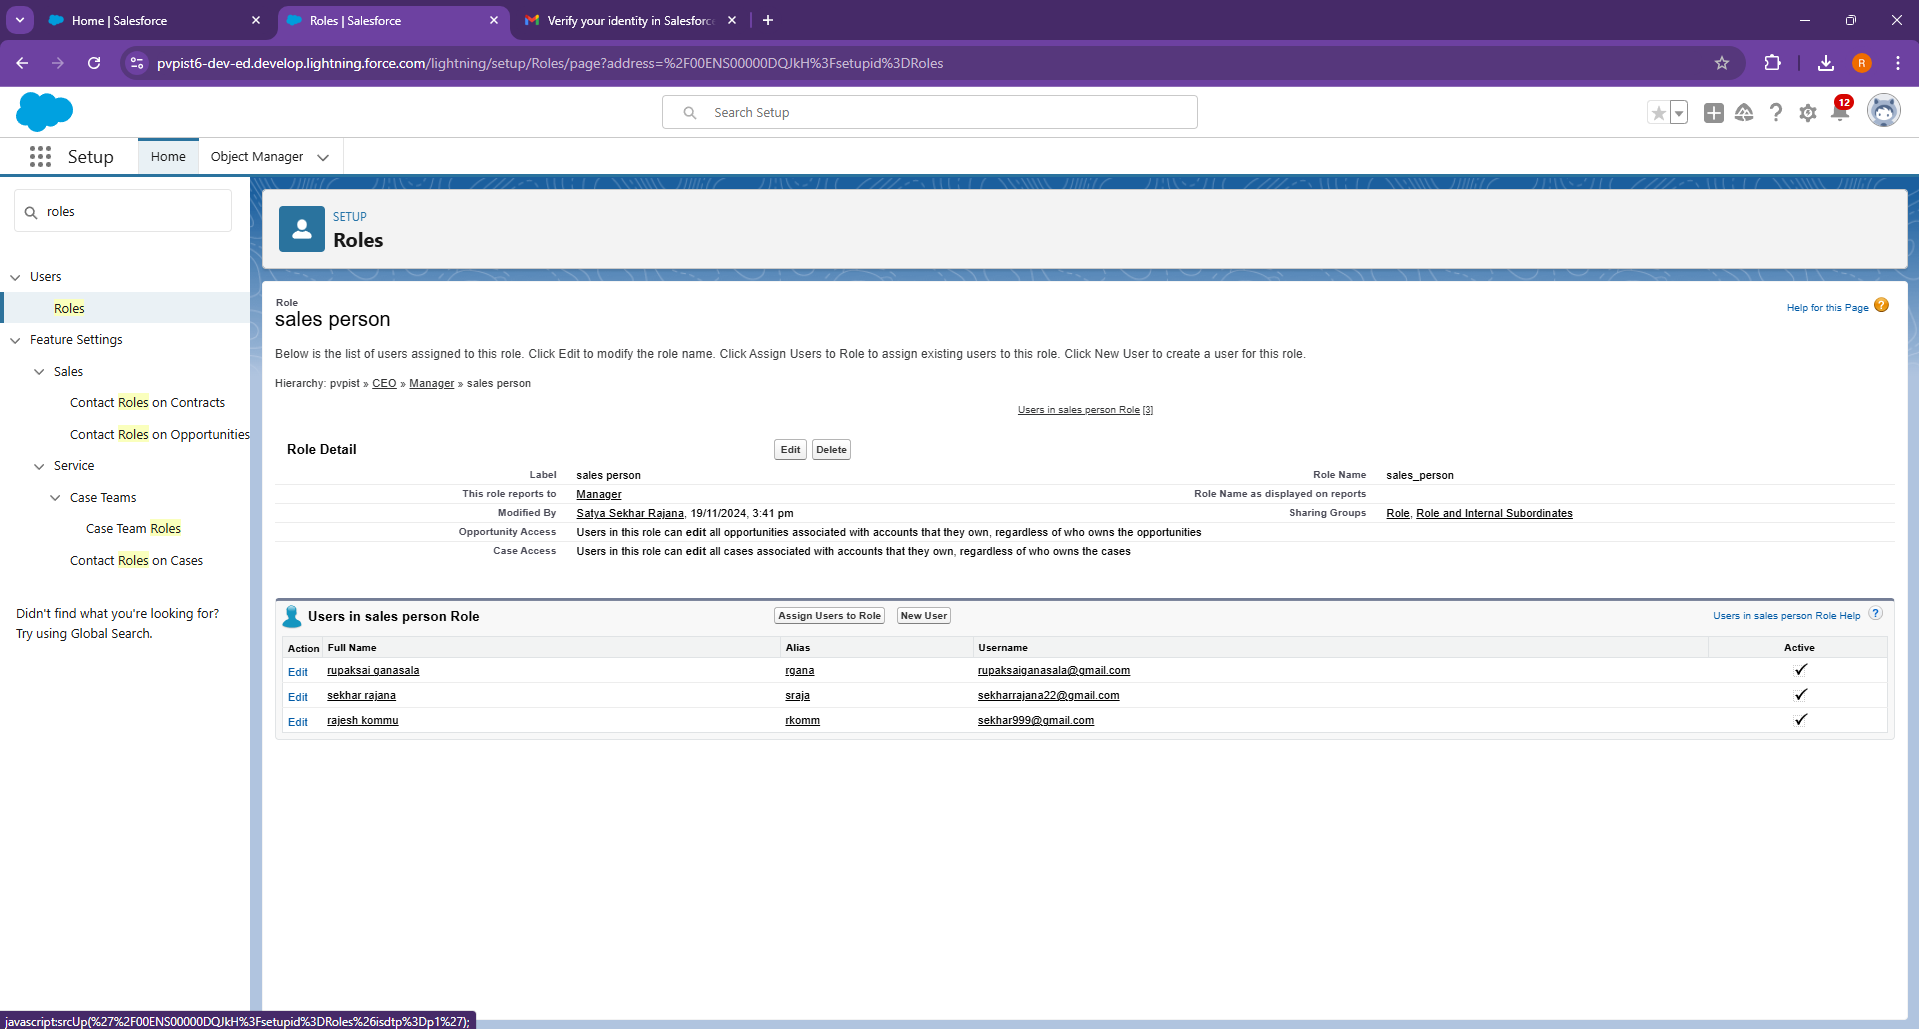 Home | Salesforce
Roles | Salesforce
Verify your identity in Salesforc
pvpist6-dev-ed.develop.lightning.force.com/lightning/setup/Roles/page?address=%2F00ENS00000DQJkH%3Fsetupid%3DRoles
R
Search Setup
12
Setup
Home
Object Manager
roles
Users
Roles
Feature Settings
Sales
Contact Roles on Contracts
Contact Roles on Opportunities
Service
Case Teams
Case Team Roles
Contact Roles on Cases
Didn't find what you're looking for?
Try using Global Search.
SETUP
Roles
Role
sales person
Help for this Page ?
Below is the list of users assigned to this role. Click Edit to modify the role name. Click Assign Users to Role to assign existing users to this role. Click New User to create a user for this role.
Hierarchy: pvpist » CEO » Manager » sales person
Users in sales person Role [3]
Role Detail
Edit Delete
Label sales person Role Name sales_person
This role reports to Manager Role Name as displayed on reports
Modified By Satya Sekhar Rajana, 19/11/2024, 3:41 pm Sharing Groups Role, Role and Internal Subordinates
Opportunity Access Users in this role can edit all opportunities associated with accounts that they own, regardless of who owns the opportunities
Case Access Users in this role can edit all cases associated with accounts that they own, regardless of who owns the cases
Users in sales person Role
Assign Users to Role New User
Users in sales person Role Help ?
Action Full Name Alias Username Active
Edit rupaksai ganasala rgana rupaksaiganasala@gmail.com
Edit sekhar rajana sraja sekharrajana22@gmail.com
Edit rajesh kommu rkomm sekhar999@gmail.com
javascript:srcUp(%27%2F00ENS00000DQJkH%3Fsetupid%3DRoles%26isdtp%3Dp1%27);